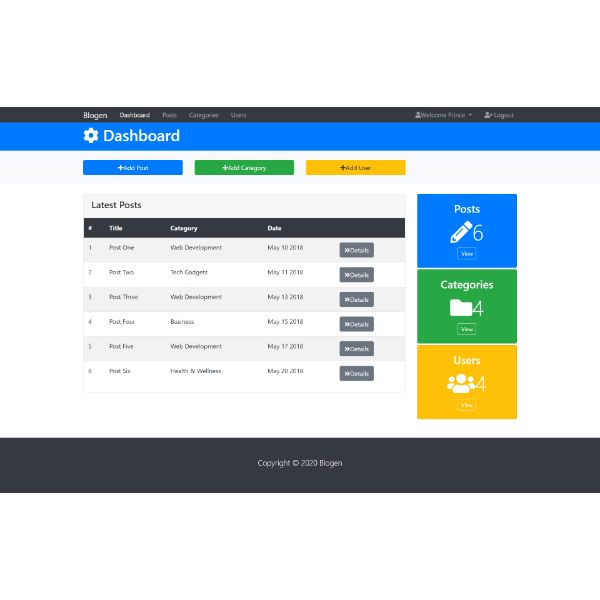 Blogen Dashboard Posts Categories Users Welcome Prince Logout
Dashboard
Add Post Add Category Add User
Latest Posts
# Title Category Date
1 Post One Web Development May 10 2018 Details
2 Post Two Tech Gadgets May 11 2018 Details
3 Post Three Web Development May 13 2018 Details
4 Post Four Business May 15 2018 Details
5 Post Five Web Development May 17 2018 Details
6 Post Six Health & Wellness May 20 2018 Details
Posts
6
View
Categories
4
View
Users
4
View
Copyright © 2020 Blogen